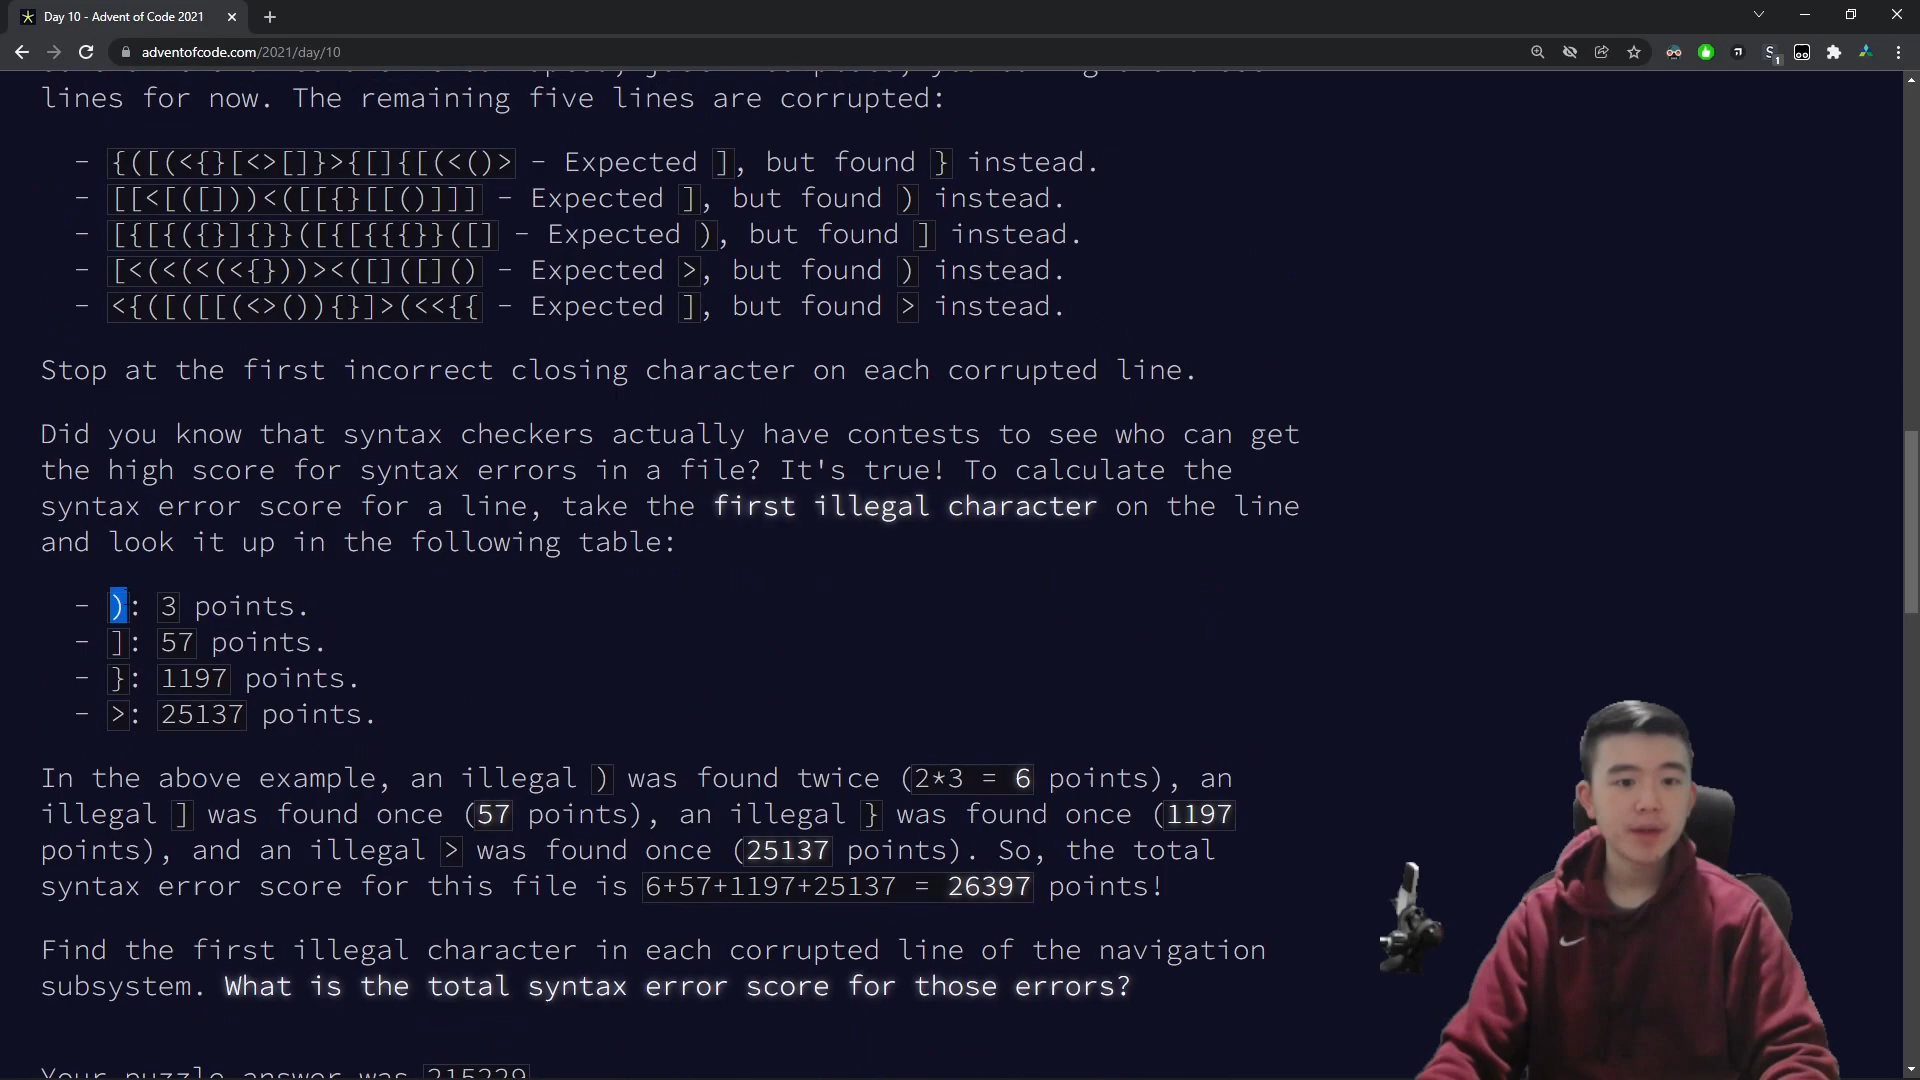 Day 10 - Advent of Code 2021
adventofcode.com/2021/day/10
lines for now. The remaining five lines are corrupted:
- {([(<{}[<>[]}>{[]{[(<()> - Expected ], but found } instead.
- [[<[([]))<([[{}[[()]]] - Expected ], but found ) instead.
- [{[{({}]{}}([{[{{{}}([] - Expected ), but found ] instead.
- [<(<(<(<{}))><([]([]() - Expected >, but found ) instead.
- <{([([[(<>()){}]>(<<{{ - Expected ], but found > instead.
Stop at the first incorrect closing character on each corrupted line.
Did you know that syntax checkers actually have contests to see who can get
the high score for syntax errors in a file? It's true! To calculate the
syntax error score for a line, take the first illegal character on the line
and look it up in the following table:
- ): 3 points.
- ]: 57 points.
- }: 1197 points.
- >: 25137 points.
In the above example, an illegal ) was found twice (2*3 = 6 points), an
illegal ] was found once (57 points), an illegal } was found once (1197
points), and an illegal > was found once (25137 points). So, the total
syntax error score for this file is 6+57+1197+25137 = 26397 points!
Find the first illegal character in each corrupted line of the navigation
subsystem. What is the total syntax error score for those errors?
Your puzzle answer was 215229